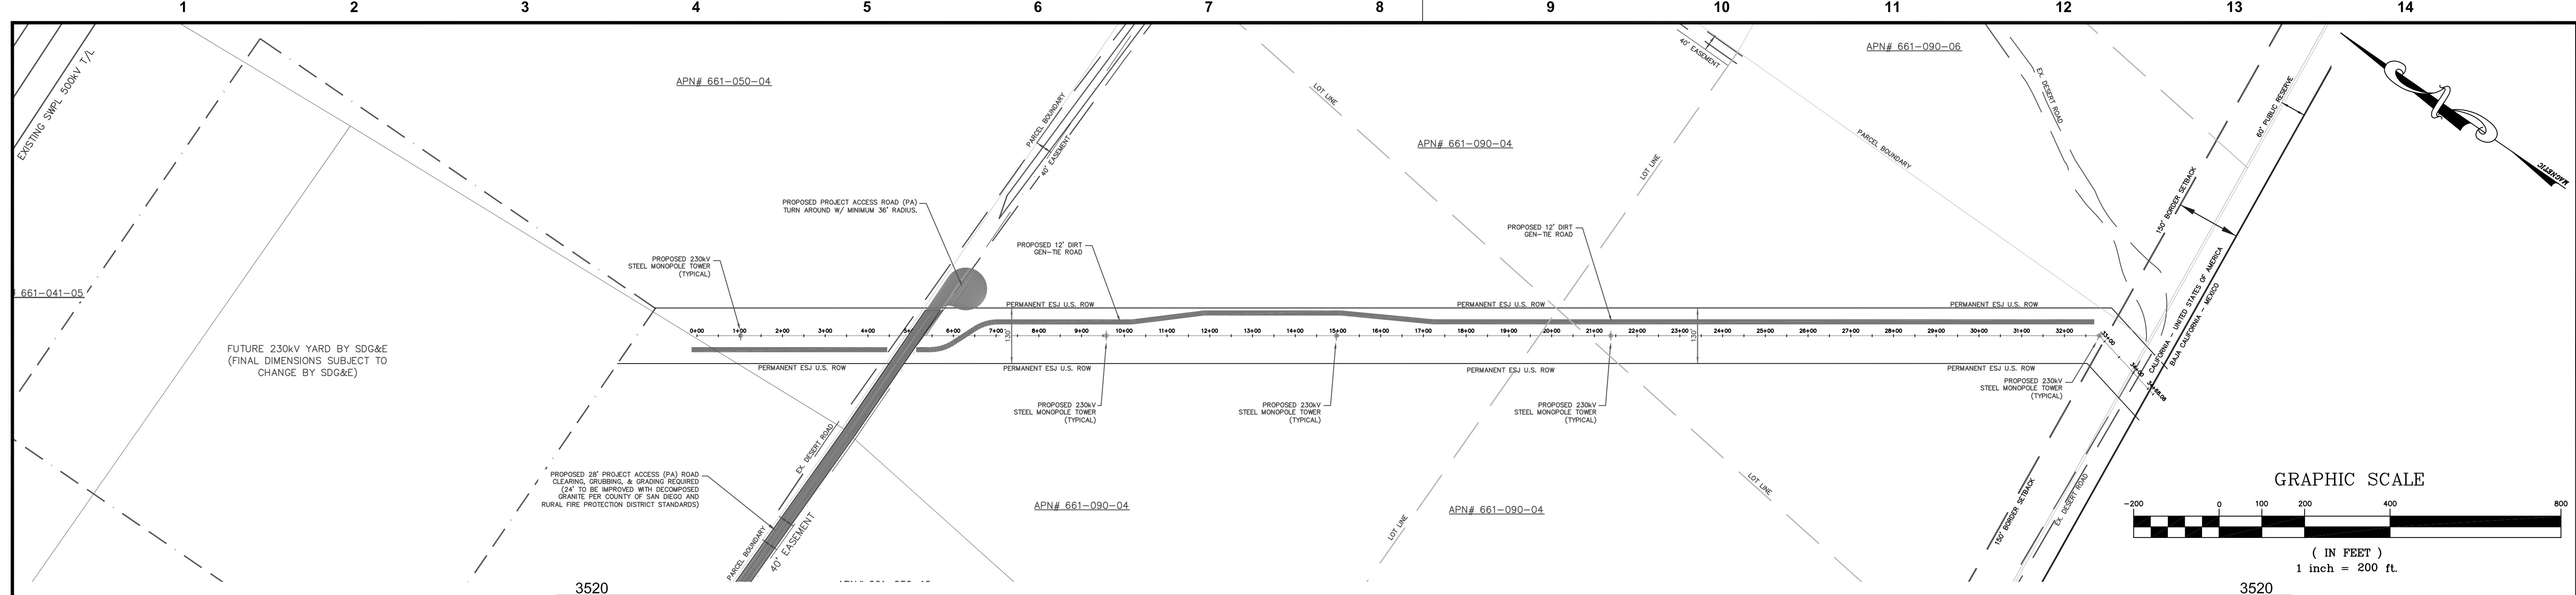 1 2 3 4 5 6 7 8 9 10 11 12 13 14
EXISTING SWPL 500kV T/L
APN# 661-050-04
PARCEL BOUNDARY
40' EASEMENT
LOT LINE
APN# 661-090-04
LOT LINE
40' EASEMENT
APN# 661-090-06
PARCEL BOUNDARY
EX. DESERT ROAD
60' PUBLIC RESERVE
150' BORDER SETBACK
MAGNETIC
PROPOSED PROJECT ACCESS ROAD (PA)
TURN AROUND W/ MINIMUM 36' RADIUS.
PROPOSED 12' DIRT
GEN-TIE ROAD
PROPOSED 12' DIRT
GEN-TIE ROAD
PROPOSED 230kV
STEEL MONOPOLE TOWER
(TYPICAL)
661-041-05
CALIFORNIA - UNITED STATES OF AMERICA
BAJA CALIFORNIA - MEXICO
PERMANENT ESJ U.S. ROW
PERMANENT ESJ U.S. ROW
PERMANENT ESJ U.S. ROW
0+00 1+00 2+00 3+00 4+00 5+ 6+00 7+00 8+00 9+00 10+00 11+00 12+00 13+00 14+00 15+00 16+00 17+00 18+00 19+00 20+00 21+00 22+00 23+00 24+00 25+00 26+00 27+00 28+00 29+00 30+00 31+00 32+00 33+00 34+00 34+68.08
130'
130'
FUTURE 230kV YARD BY SDG&E
(FINAL DIMENSIONS SUBJECT TO
CHANGE BY SDG&E)
PERMANENT ESJ U.S. ROW
PERMANENT ESJ U.S. ROW
PERMANENT ESJ U.S. ROW
PERMANENT ESJ U.S. ROW
PROPOSED 230kV
STEEL MONOPOLE TOWER
(TYPICAL)
PROPOSED 230kV
STEEL MONOPOLE TOWER
(TYPICAL)
PROPOSED 230kV
STEEL MONOPOLE TOWER
(TYPICAL)
PROPOSED 230kV
STEEL MONOPOLE TOWER
(TYPICAL)
EX. DESERT ROAD
PROPOSED 28' PROJECT ACCESS (PA) ROAD
CLEARING, GRUBBING, & GRADING REQUIRED
(24' TO BE IMPROVED WITH DECOMPOSED
GRANITE PER COUNTY OF SAN DIEGO AND
RURAL FIRE PROTECTION DISTRICT STANDARDS)
PARCEL BOUNDARY
40' EASEMENT
APN# 661-090-04
LOT LINE
APN# 661-090-04
LOT LINE
150' BORDER SETBACK
EX. DESERT ROAD
GRAPHIC SCALE
-200 0 100 200 400 800
( IN FEET )
1 inch = 200 ft.
3520
3520